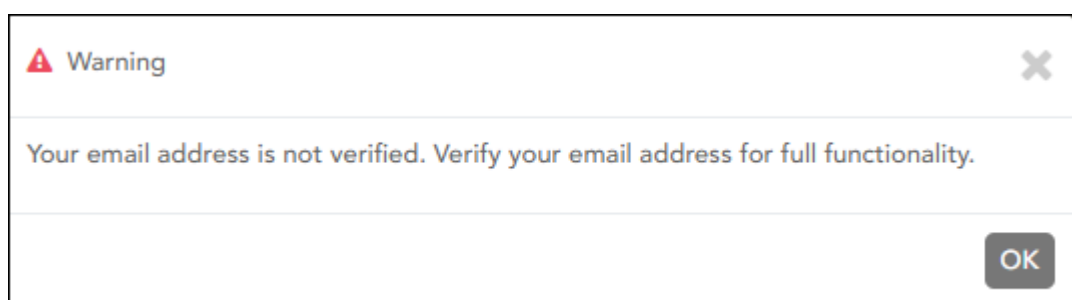 Warning
Your email address is not verified. Verify your email address for full functionality.
OK